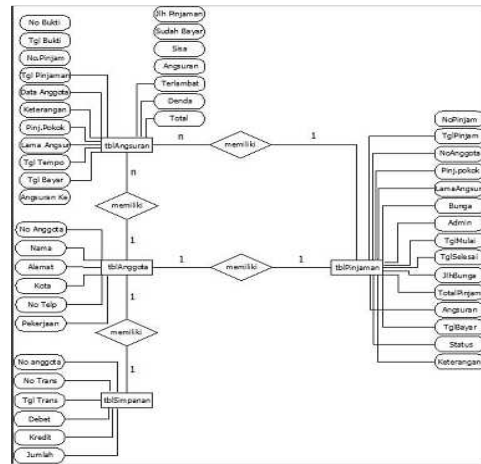 No Bukti
Tgl Bukti
No.Pinjam
Tgl Pinjaman
Data Anggota
Keterangan
Pinj.Pokok
Lama Angsur
Tgl Tempo
Tgl Bayar
Angsuran Ke
Jlh Pinjaman
Sudah Bayar
Sisa
Angsuran
Terlambat
Denda
Total
tblAngsuran
n
memiliki
1
n
memiliki
1
No Anggota
Nama
Alamat
Kota
No Telp
Pekerjaan
tblAnggota
1
memiliki
1
tblPinjaman
NoPinjam
TglPinjam
NoAnggota
Pinj.pokok
LamaAngsur
Bunga
Admin
TglMulai
TglSelesai
JlhBunga
TotalPinjam
Angsuran
TglBayar
Status
Keterangan
1
memiliki
1
No anggota
No Trans
Tgl Trans
Debet
Kredit
Jumlah
tblSimpanan